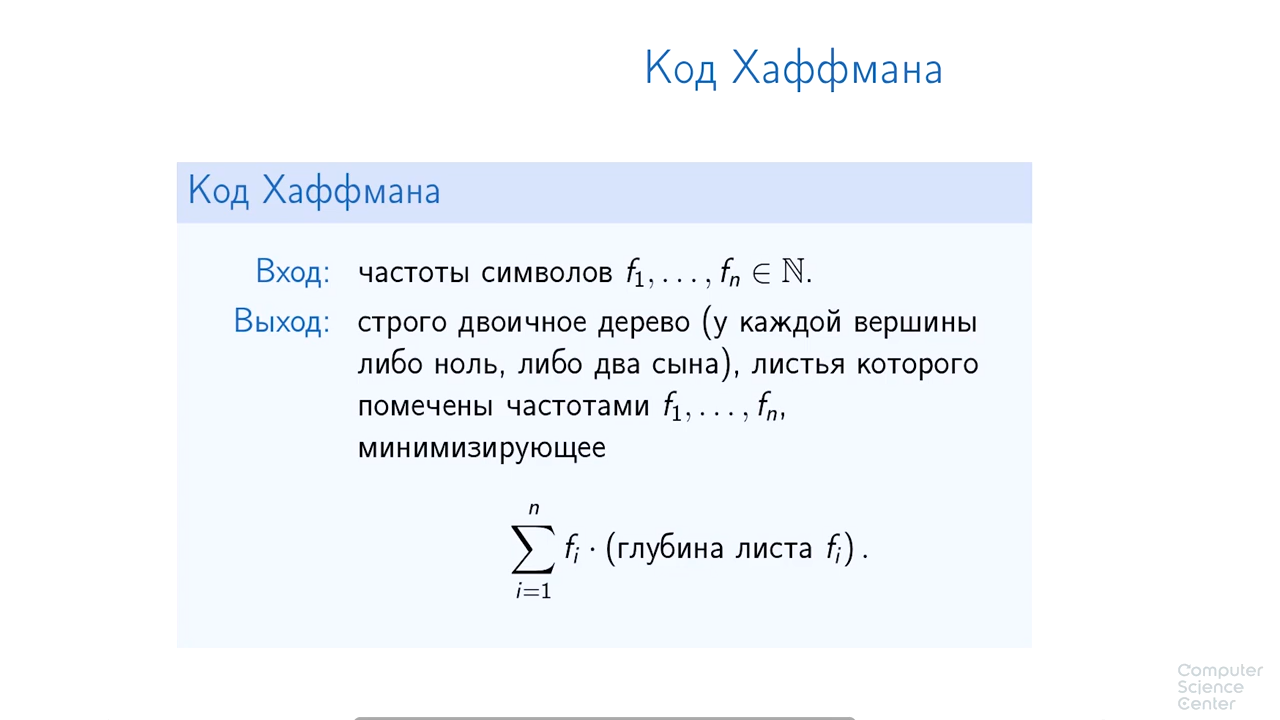 Код Хаффмана
Код Хаффмана
Вход: частоты символов f₁, . . . , fₙ ∈ ℕ.
Выход: строго двоичное дерево (у каждой вершины
либо ноль, либо два сына), листья которого
помечены частотами f₁, . . . , fₙ,
минимизирующее
∑ᵢ₌₁ⁿ fᵢ · (глубина листа fᵢ) .
Computer
Science
Center